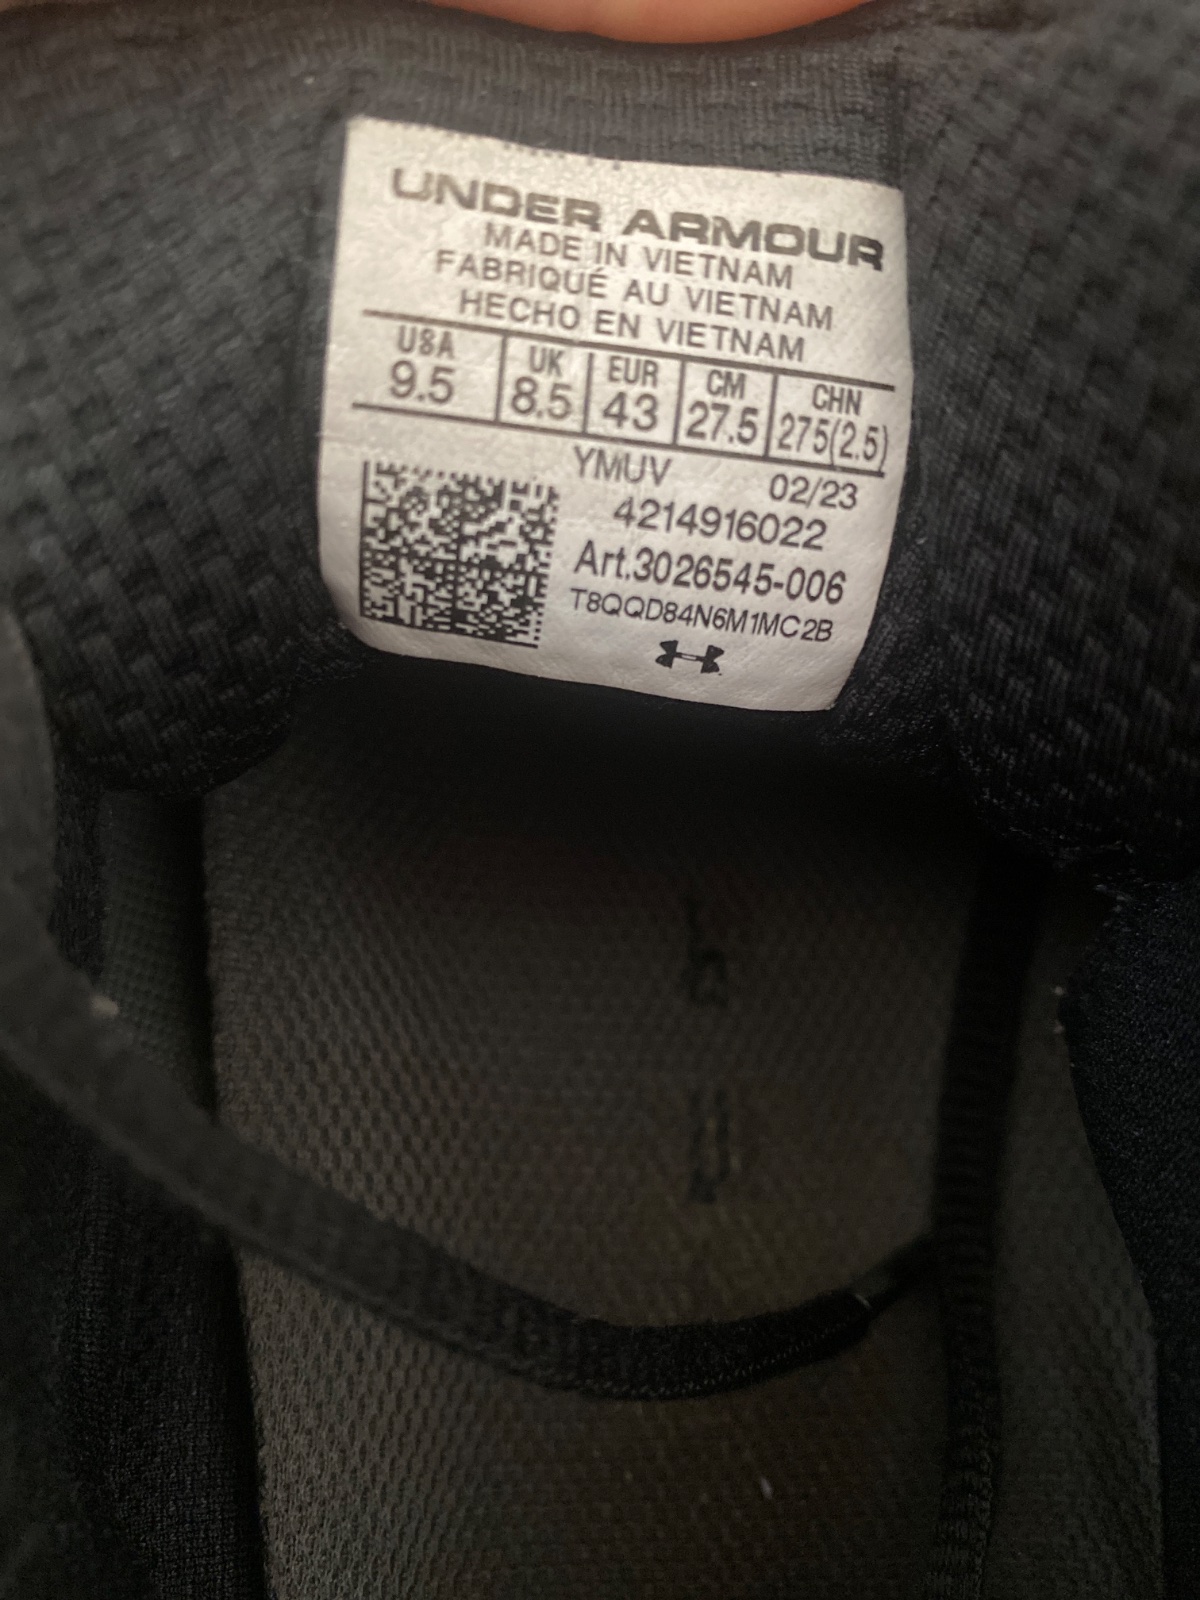 UNDER ARMOUR
MADE IN VIETNAM
FABRIQUÉ AU VIETNAM
HECHO EN VIETNAM
USA UK EUR CM CHN
9.5 8.5 43 27.5 275(2.5)
YMUV 02/23
4214916022
Art.3026545-006
T8QQD84N6M1MC2B